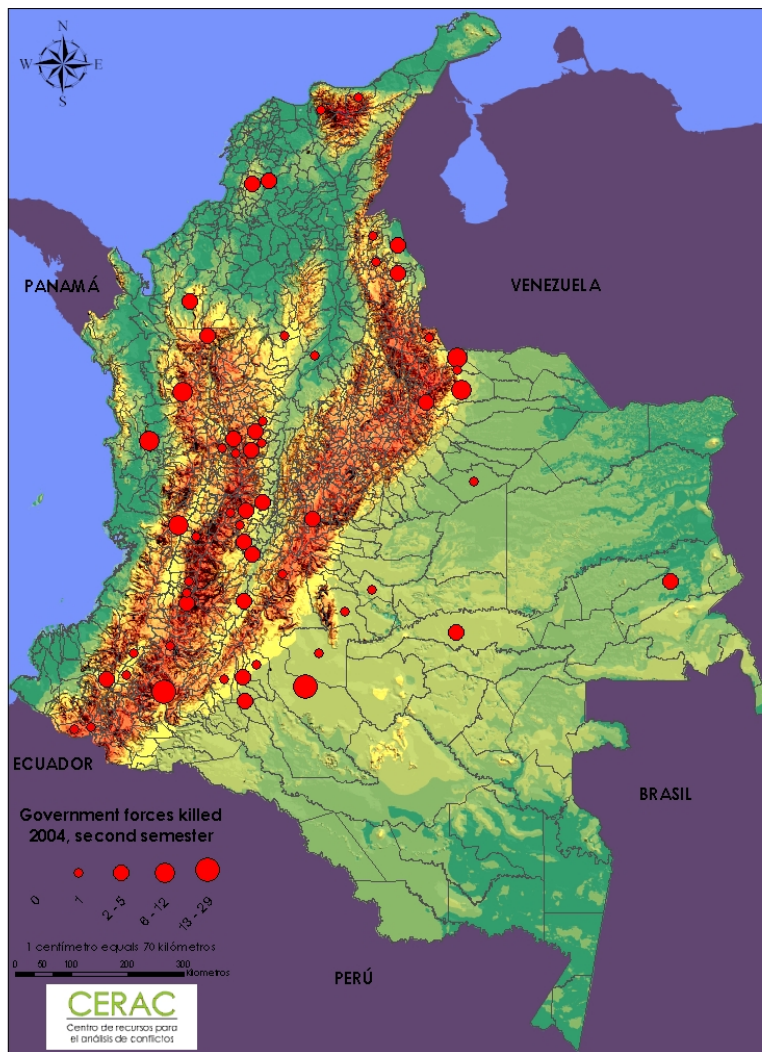 N
W E
S
PANAMÁ
VENEZUELA
ECUADOR
BRASIL
Government forces killed
2004, second semester
0 1 2 - 5 6 - 12 13 - 29
1 centímetro equals 70 kilómetros
0 50 100 200 300
Kilometros
CERAC
Centro de recursos para
el análisis de conflictos
PERÚ